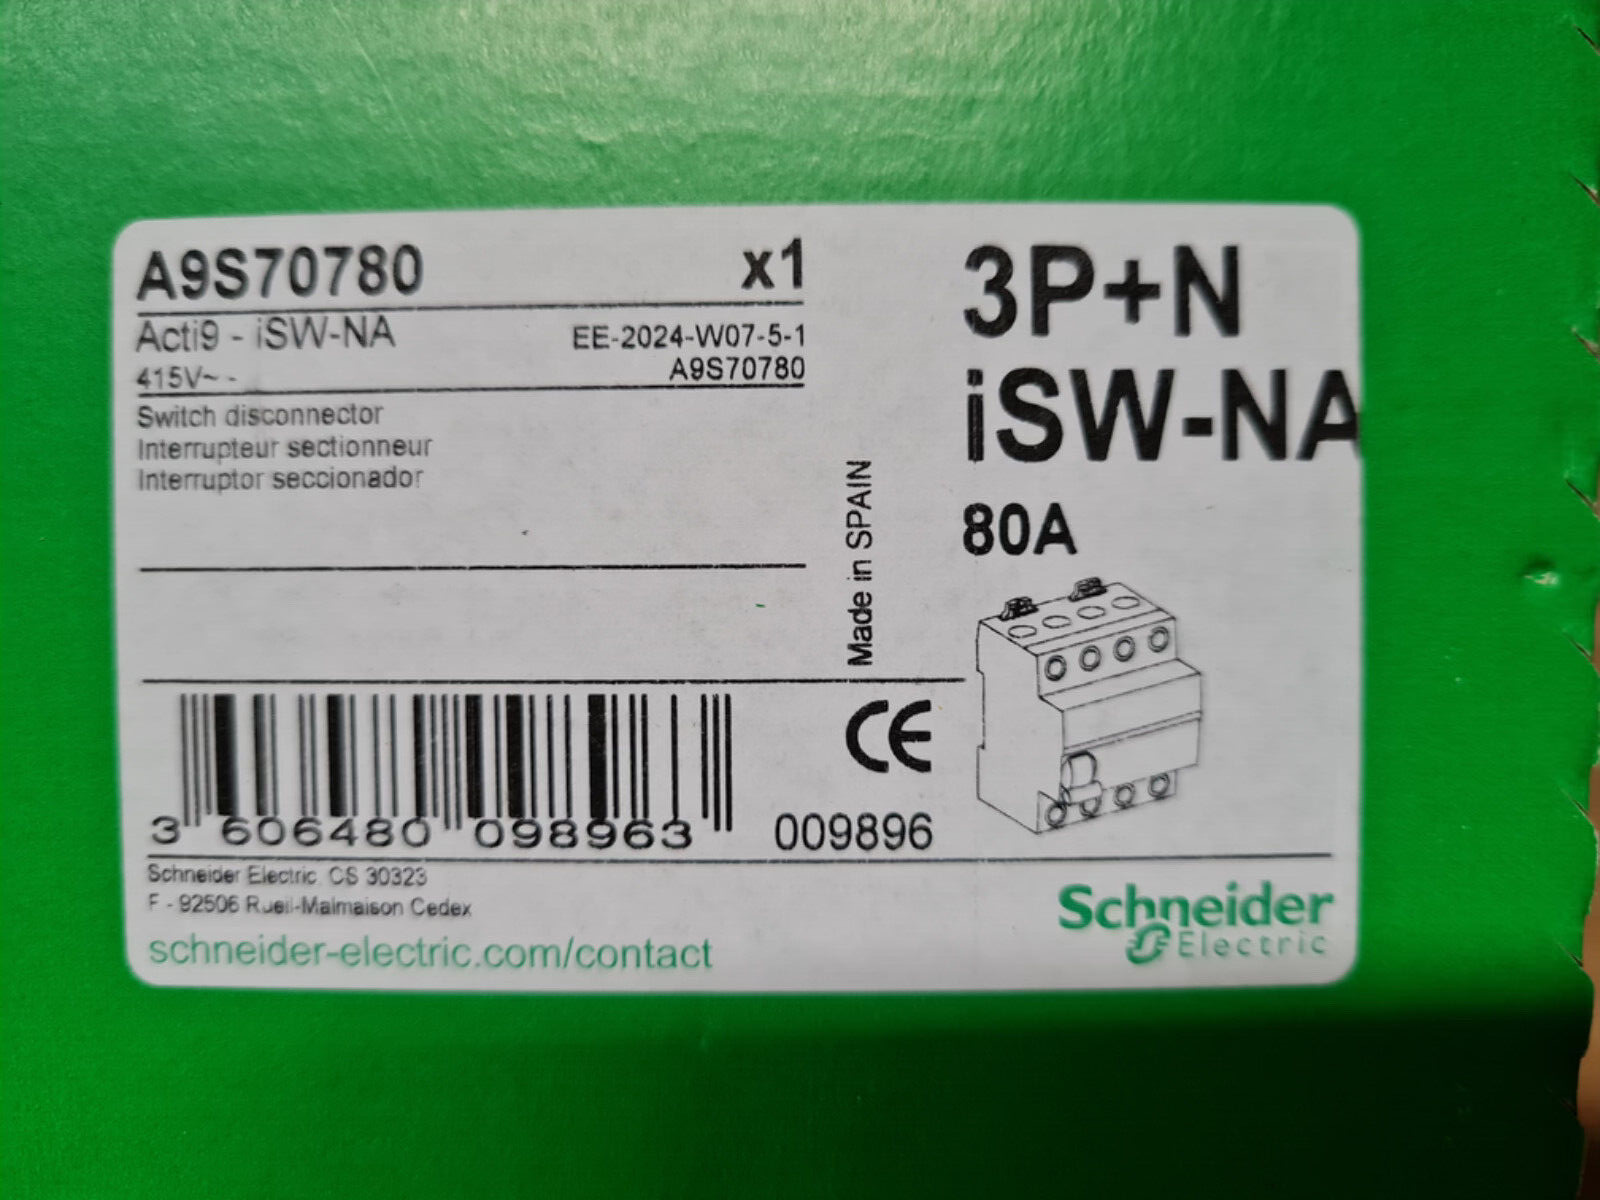 A9S70780 x1
Acti9 - iSW-NA EE-2024-W07-5-1
415V~ - A9S70780
Switch disconnector
Interrupteur sectionneur
Interruptor seccionador
Made in SPAIN
3P+N
iSW-NA
80A
CE
3 606480 098963
009896
Schneider Electric CS 30323
F - 92506 Rueil-Malmaison Cedex
schneider-electric.com/contact
Schneider
Electric